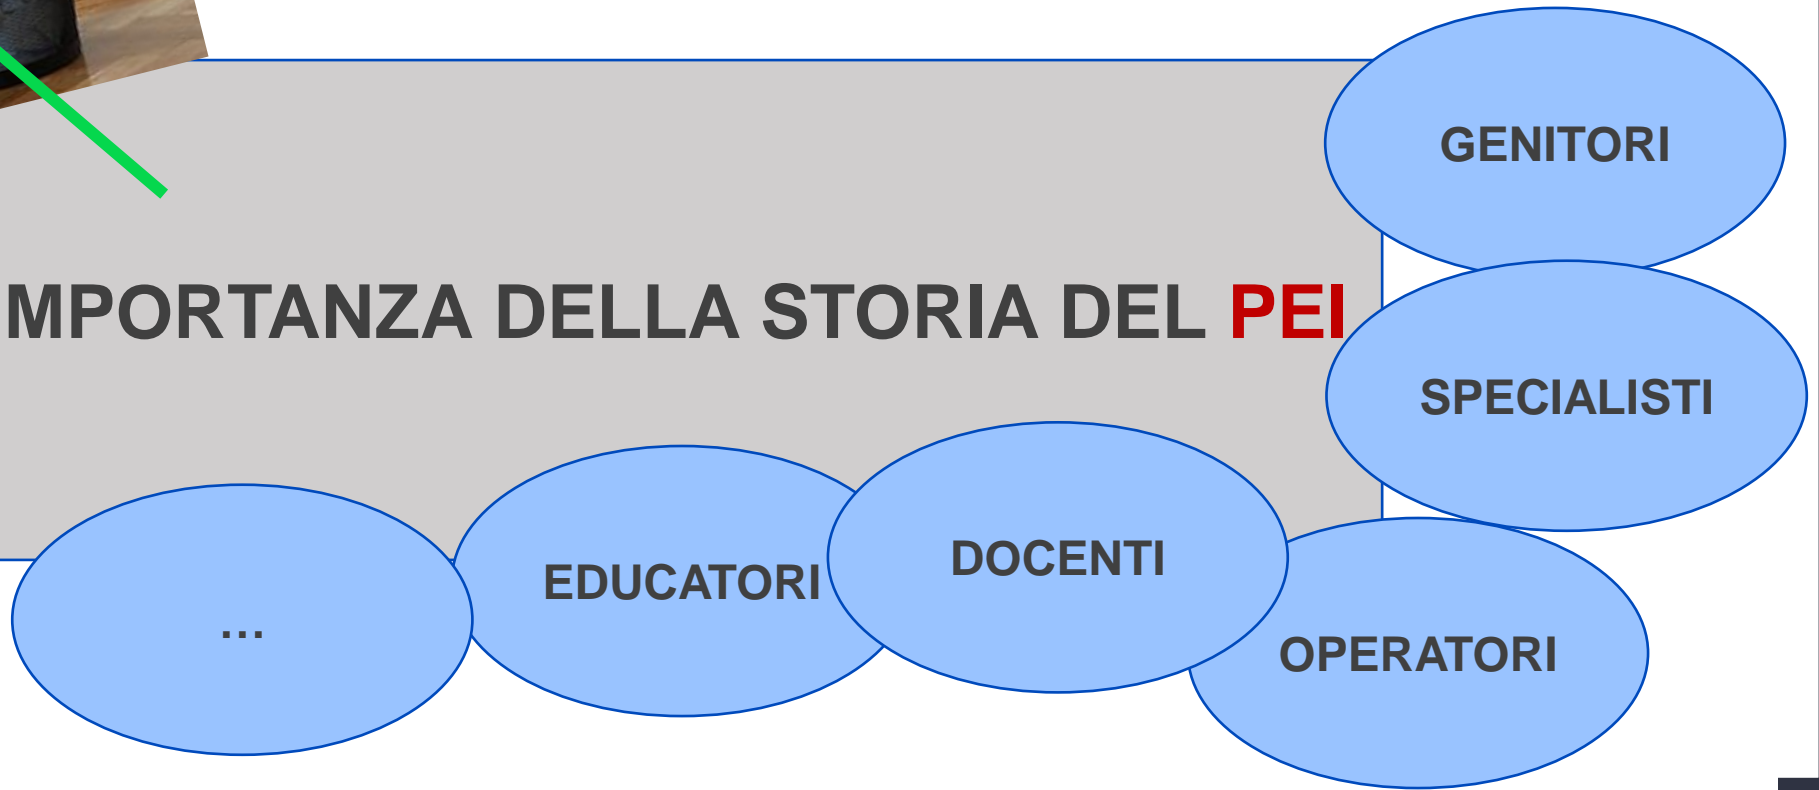 GENITORI
MPORTANZA DELLA STORIA DEL PEI
SPECIALISTI
DOCENTI
EDUCATORI
...
OPERATORI